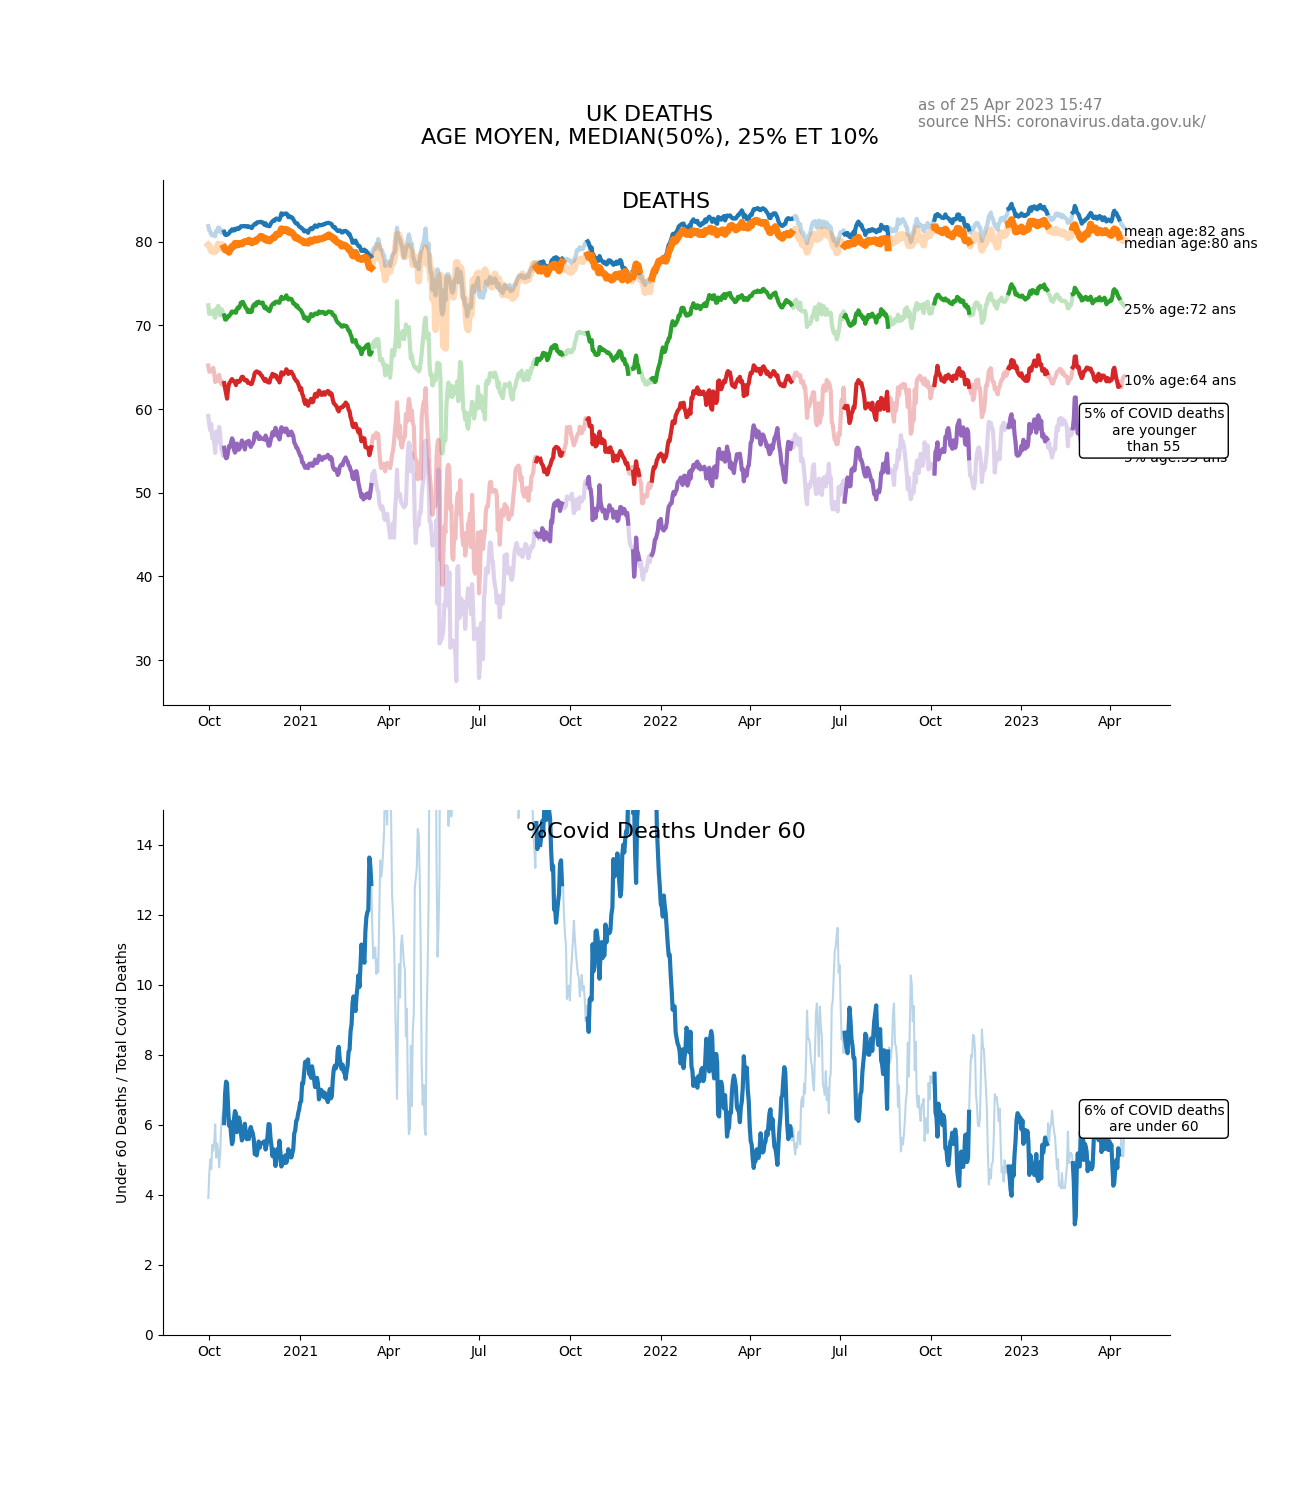 as of 25 Apr 2023 15:47
source NHS: coronavirus.data.gov.uk/
UK DEATHS
AGE MOYEN, MEDIAN(50%), 25% ET 10%
DEATHS
80
70
60
50
40
30
mean age:82 ans
median age:80 ans
25% age:72 ans
10% age:64 ans
5% of COVID deaths
are younger
than 55
5% age:55 ans
Oct
2021
Apr
Jul
Oct
2022
Apr
Jul
Oct
2023
Apr
%Covid Deaths Under 60
Under 60 Deaths / Total Covid Deaths
14
12
10
8
6
4
2
0
6% of COVID deaths
are under 60
Oct
2021
Apr
Jul
Oct
2022
Apr
Jul
Oct
2023
Apr